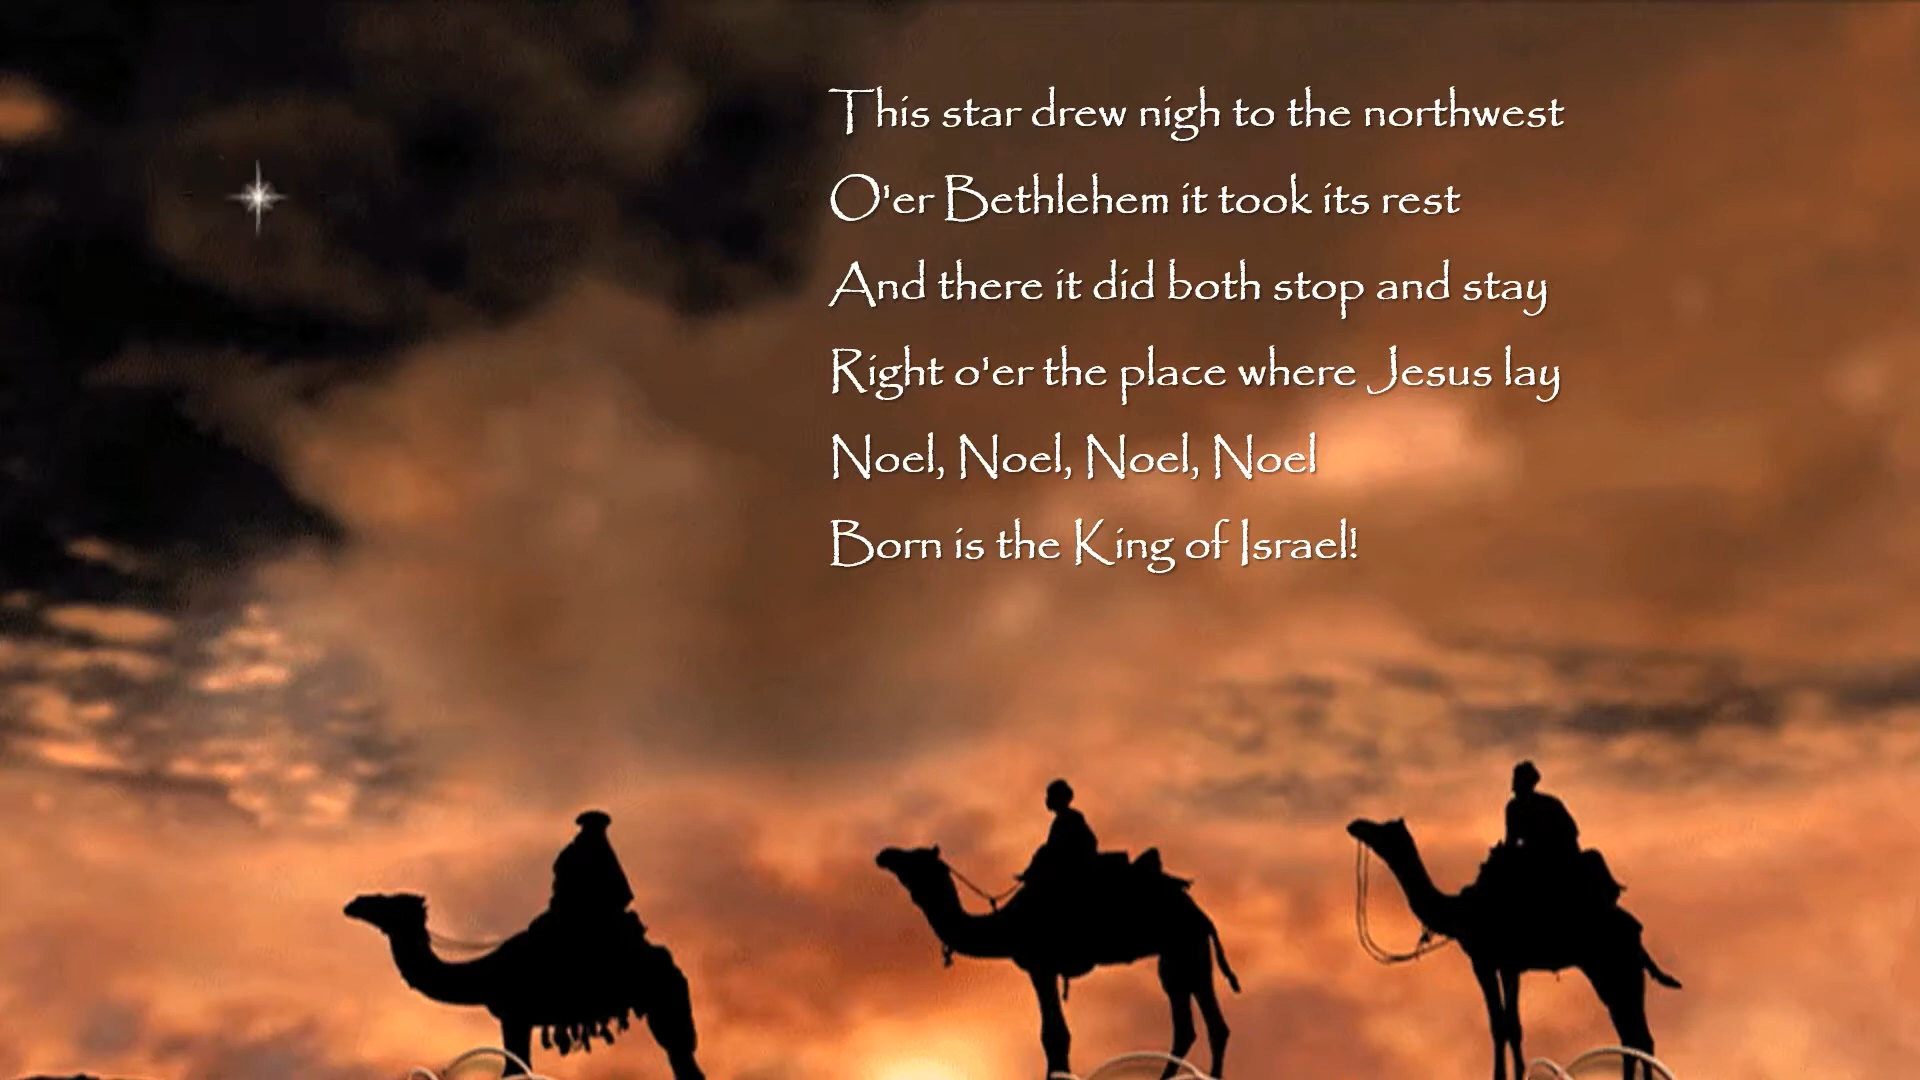 This star drew nigh to the northwest
O'er Bethlehem it took its rest
And there it did both stop and stay
Right o'er the place where Jesus lay
Noel, Noel, Noel, Noel
Born is the King of Israel!